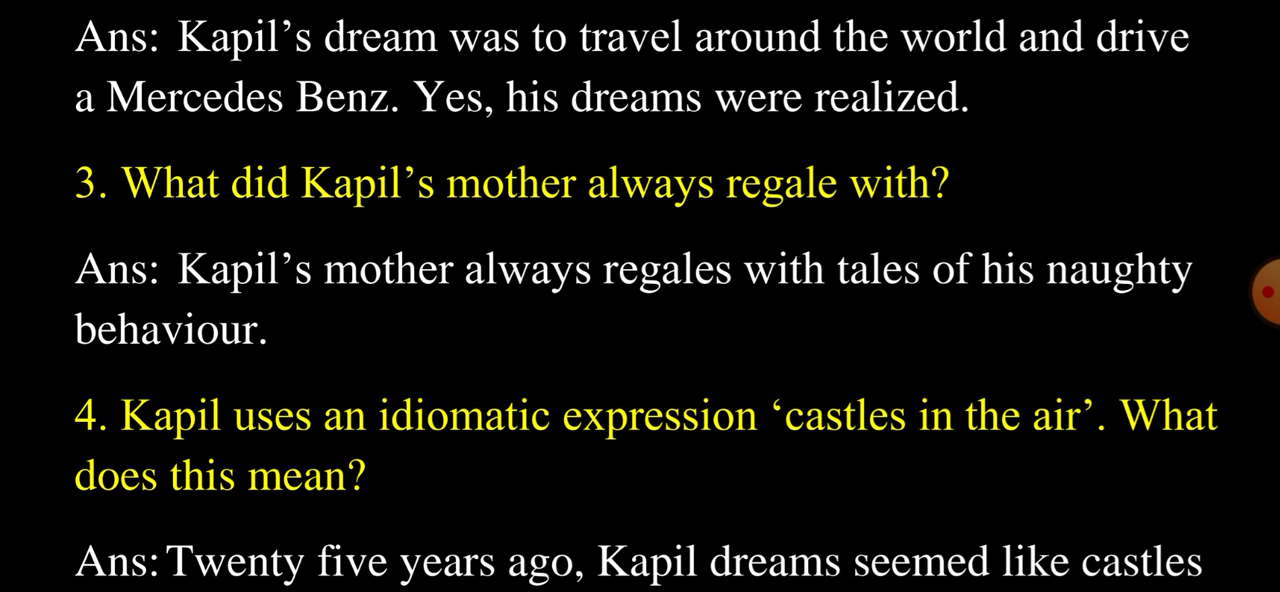 Ans: Kapil’s dream was to travel around the world and drive
a Mercedes Benz. Yes, his dreams were realized.
3. What did Kapil’s mother always regale with?
Ans: Kapil’s mother always regales with tales of his naughty
behaviour.
4. Kapil uses an idiomatic expression ‘castles in the air’. What
does this mean?
Ans: Twenty five years ago, Kapil dreams seemed like castles